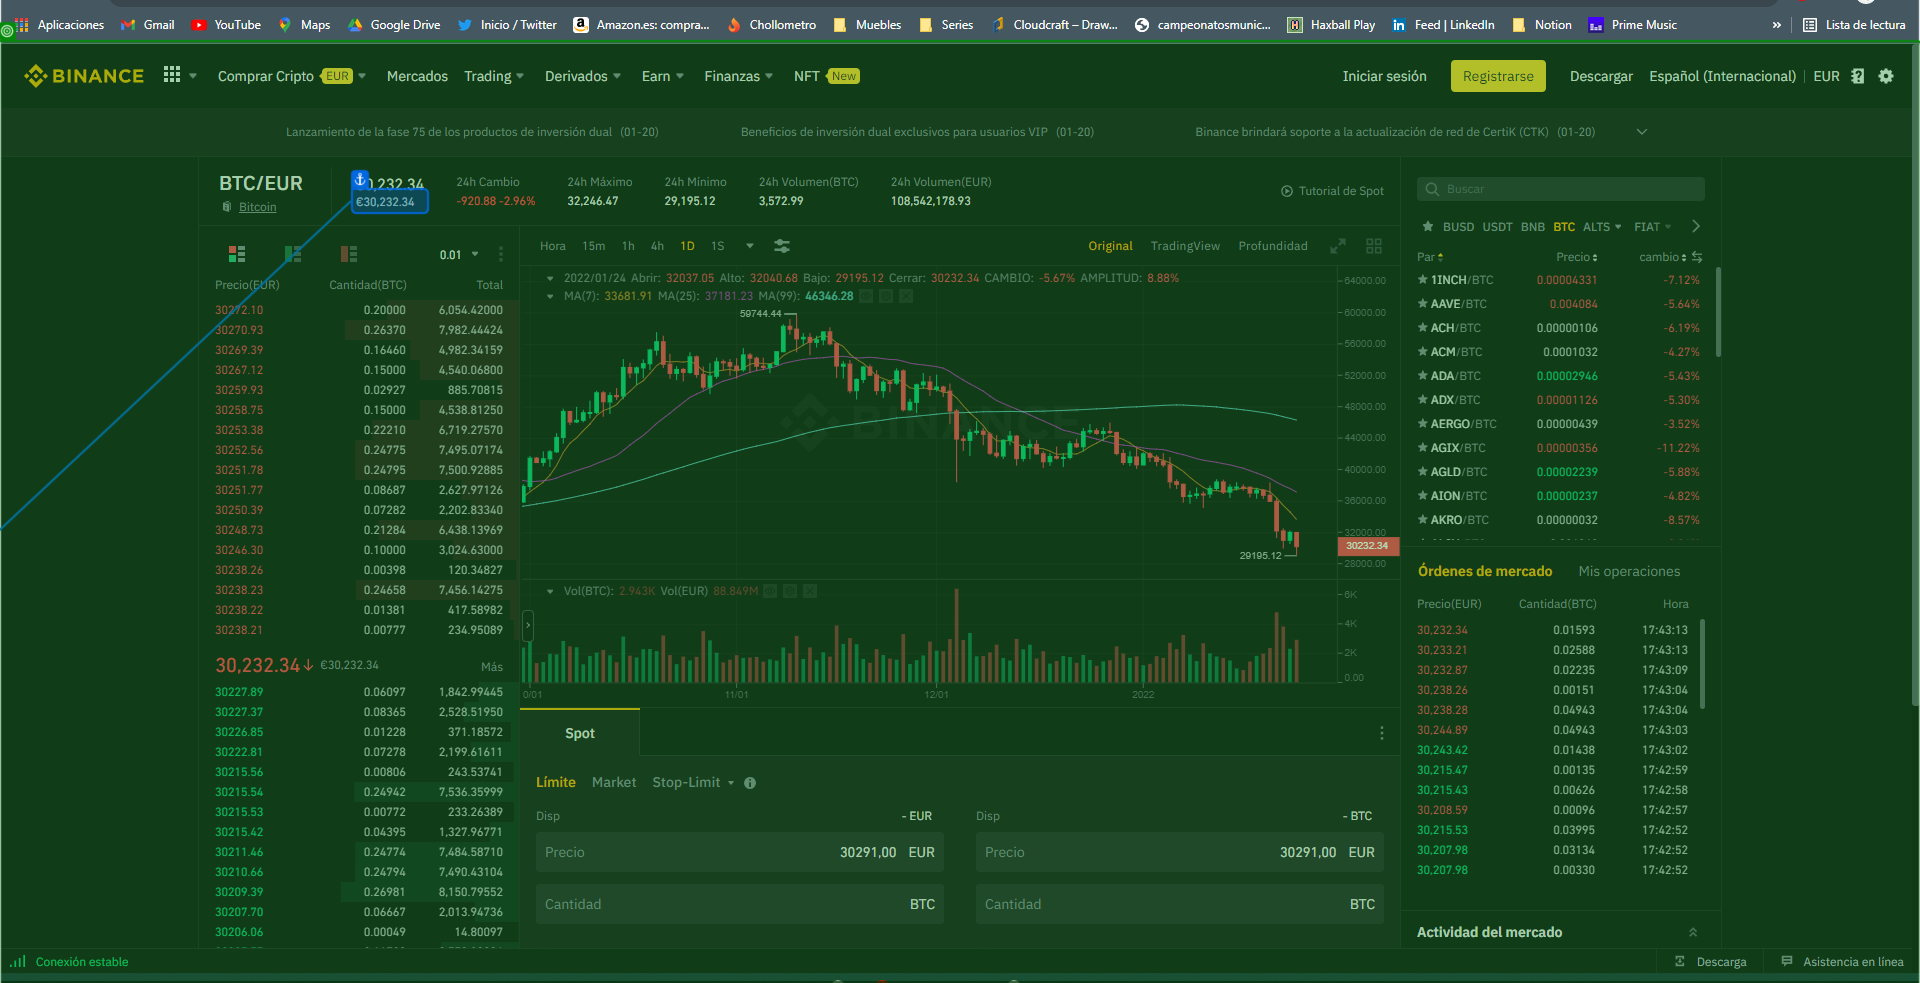 Aplicaciones Gmail YouTube Maps Google Drive Inicio / Twitter Amazon.es: compra... Chollometro Muebles Series Cloudcraft – Draw... campeonatosmunic... Haxball Play Feed | LinkedIn Notion Prime Music » Lista de lectura
BINANCE Comprar Cripto EUR Mercados Trading Derivados Earn Finanzas NFT New Iniciar sesión Registrarse Descargar Español (Internacional) EUR
Lanzamiento de la fase 75 de los productos de inversión dual (01-20) Beneficios de inversión dual exclusivos para usuarios VIP (01-20) Binance brindará soporte a la actualización de red de CertiK (CTK) (01-20)
BTC/EUR
Bitcoin
0,232.34
€30,232.34
24h Cambio
-920.88 -2.96%
24h Máximo
32,246.47
24h Mínimo
29,195.12
24h Volumen(BTC)
3,572.99
24h Volumen(EUR)
108,542,178.93
Tutorial de Spot
0.01
Precio(EUR) Cantidad(BTC) Total
30272.10 0.20000 6,054.42000
30270.93 0.26370 7,982.44424
30269.39 0.16460 4,982.34159
30267.12 0.15000 4,540.06800
30259.93 0.02927 885.70815
30258.75 0.15000 4,538.81250
30253.38 0.22210 6,719.27570
30252.56 0.24775 7,495.07174
30251.78 0.24795 7,500.92885
30251.77 0.08687 2,627.97126
30250.39 0.07282 2,202.83340
30248.73 0.21284 6,438.13969
30246.30 0.10000 3,024.63000
30238.26 0.00398 120.34827
30238.23 0.24658 7,456.14275
30238.22 0.01381 417.58982
30238.21 0.00777 234.95089
30,232.34↓ €30,232.34 Más
30227.89 0.06097 1,842.99445
30227.37 0.08365 2,528.51950
30226.85 0.01228 371.18572
30222.81 0.07278 2,199.61611
30215.56 0.00806 243.53741
30215.54 0.24942 7,536.35999
30215.53 0.00772 233.26389
30215.42 0.04395 1,327.96771
30211.46 0.24774 7,484.58710
30210.66 0.24794 7,490.43104
30209.39 0.26981 8,150.79552
30207.70 0.06667 2,013.94736
30206.06 0.00049 14.80097
Hora 15m 1h 4h 1D 1S Original TradingView Profundidad
2022/01/24 Abrir: 32037.05 Alto: 32040.68 Bajo: 29195.12 Cerrar: 30232.34 CAMBIO: -5.67% AMPLITUD: 8.88%
MA(7): 33681.91 MA(25): 37181.23 MA(99): 46346.28
59744.44
BINANCE
29195.12
64000.00
60000.00
56000.00
52000.00
48000.00
44000.00
40000.00
36000.00
32000.00
30232.34
28000.00
Vol(BTC): 2.943K Vol(EUR) 88.849M
6K
4K
2K
0.00
0/01 11/01 12/01 2022
Spot
Límite Market Stop-Limit
Disp - EUR
Precio 30291,00 EUR
Cantidad BTC
Disp - BTC
Precio 30291,00 EUR
Cantidad BTC
Buscar
BUSD USDT BNB BTC ALTS FIAT
Par Precio cambio
1INCH/BTC 0.00004331 -7.12%
AAVE/BTC 0.004084 -5.64%
ACH/BTC 0.00000106 -6.19%
ACM/BTC 0.0001032 -4.27%
ADA/BTC 0.00002946 -5.43%
ADX/BTC 0.00001126 -5.30%
AERGO/BTC 0.00000439 -3.52%
AGIX/BTC 0.00000356 -11.22%
AGLD/BTC 0.00002239 -5.88%
AION/BTC 0.00000237 -4.82%
AKRO/BTC 0.00000032 -8.57%
Órdenes de mercado Mis operaciones
Precio(EUR) Cantidad(BTC) Hora
30,232.34 0.01593 17:43:13
30,233.21 0.02588 17:43:13
30,232.87 0.02235 17:43:09
30,238.26 0.00151 17:43:04
30,238.28 0.04943 17:43:04
30,244.89 0.04943 17:43:03
30,243.42 0.01438 17:43:02
30,215.47 0.00135 17:42:59
30,215.43 0.00626 17:42:58
30,208.59 0.00096 17:42:57
30,215.53 0.03995 17:42:52
30,207.98 0.03134 17:42:52
30,207.98 0.00330 17:42:52
Actividad del mercado
Conexión estable Descarga Asistencia en línea